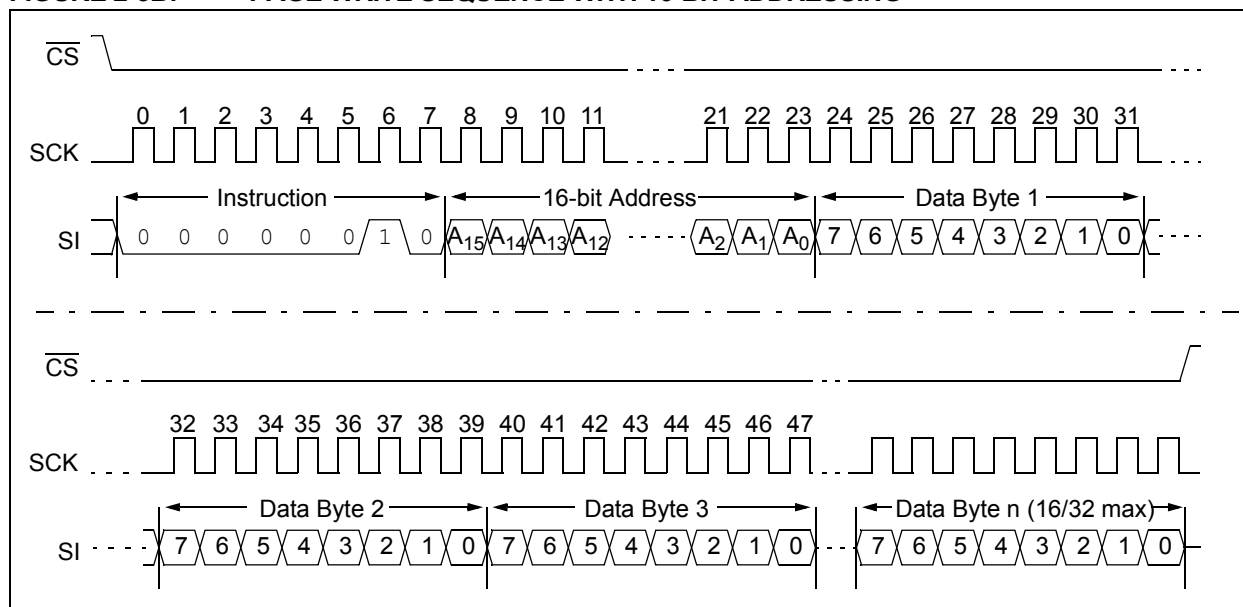 CS
0 1 2 3 4 5 6 7 8 9 10 11 21 22 23 24 25 26 27 28 29 30 31
SCK
Instruction 16-bit Address Data Byte 1
SI 0 0 0 0 0 0 1 0 A15 A14 A13 A12 A2 A1 A0 7 6 5 4 3 2 1 0
CS
32 33 34 35 36 37 38 39 40 41 42 43 44 45 46 47
SCK
Data Byte 2 Data Byte 3 Data Byte n (16/32 max)
SI 7 6 5 4 3 2 1 0 7 6 5 4 3 2 1 0 7 6 5 4 3 2 1 0